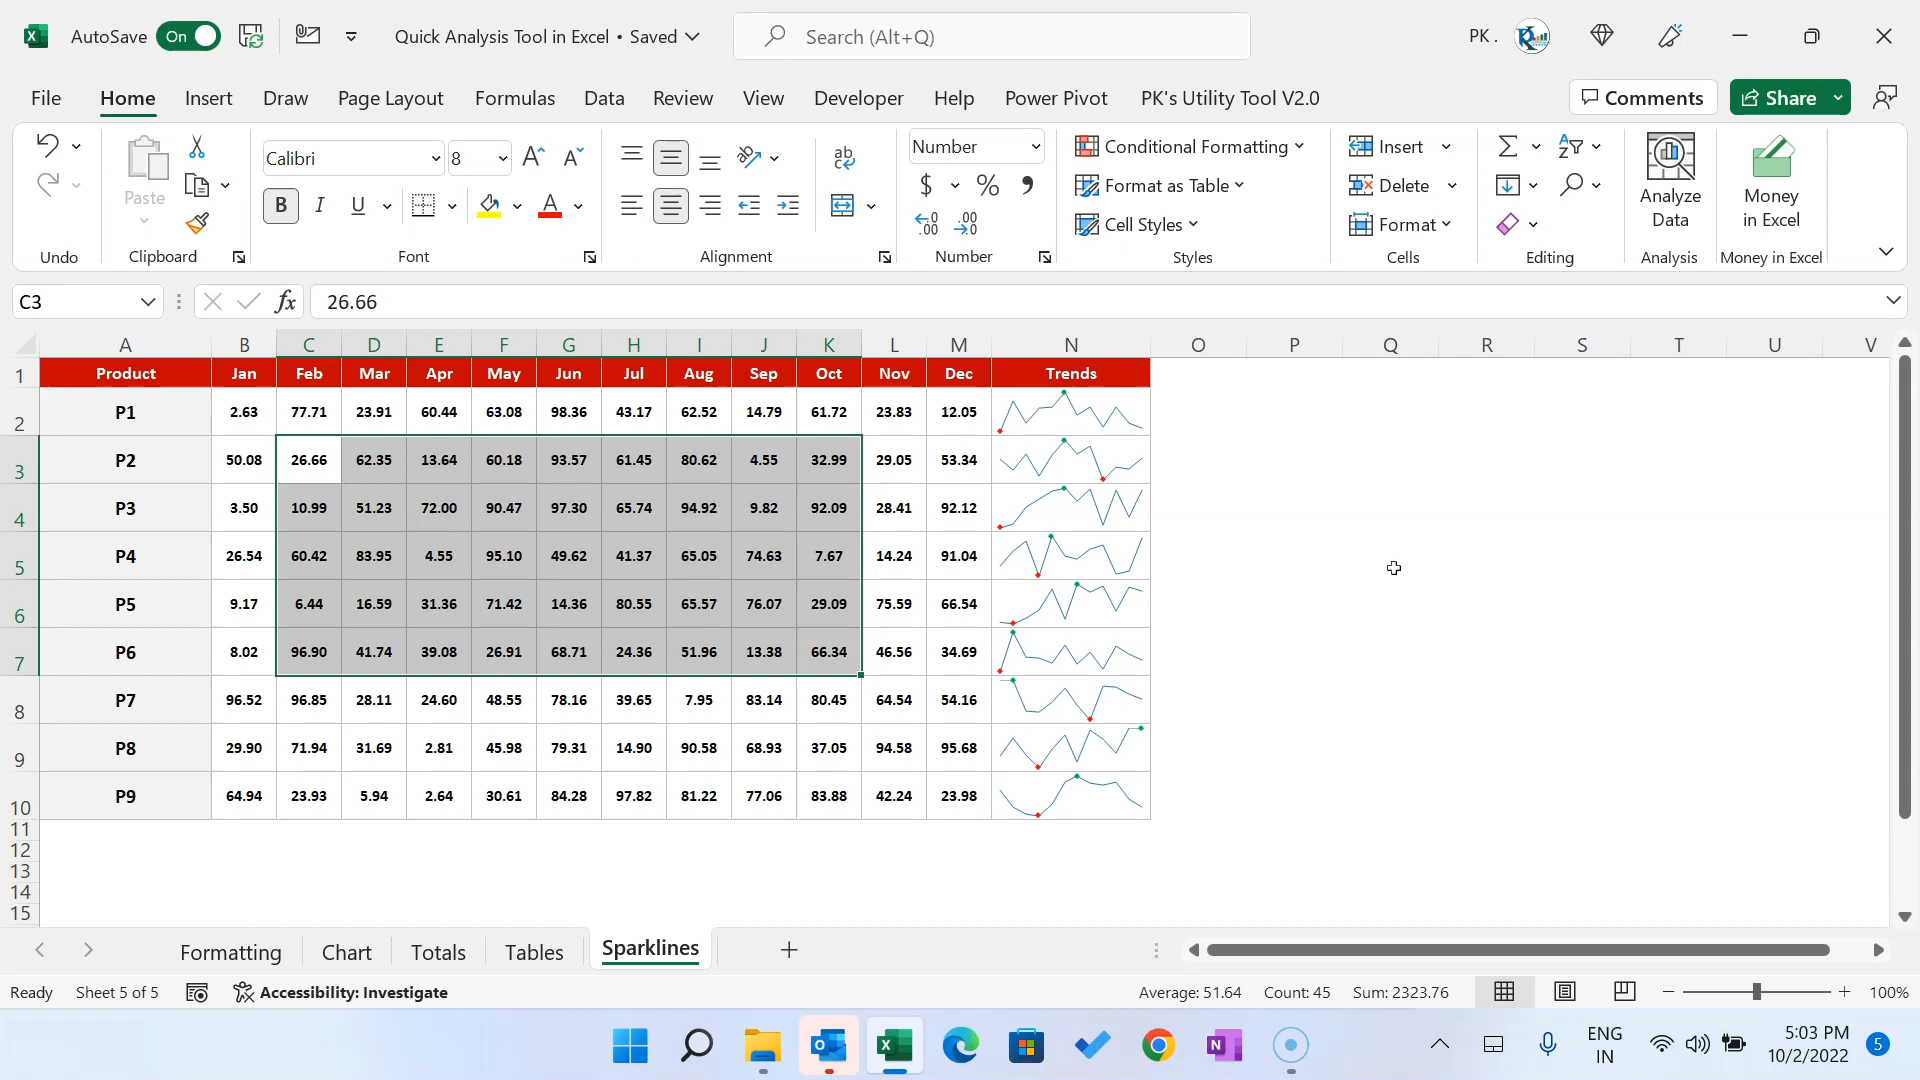 AutoSave On Quick Analysis Tool in Excel • Saved Search (Alt+Q) PK .
File Home Insert Draw Page Layout Formulas Data Review View Developer Help Power Pivot PK's Utility Tool V2.0 Comments Share
Paste Calibri 8 Number Conditional Formatting Insert Analyze Data Money in Excel
B I U $ % Format as Table Delete
Cell Styles Format
Undo Clipboard Font Alignment Number Styles Cells Editing Analysis Money in Excel
C3 fx 26.66
A B C D E F G H I J K L M N O P Q R S T U V
1 Product Jan Feb Mar Apr May Jun Jul Aug Sep Oct Nov Dec Trends
2 P1 2.63 77.71 23.91 60.44 63.08 98.36 43.17 62.52 14.79 61.72 23.83 12.05
3 P2 50.08 26.66 62.35 13.64 60.18 93.57 61.45 80.62 4.55 32.99 29.05 53.34
4 P3 3.50 10.99 51.23 72.00 90.47 97.30 65.74 94.92 9.82 92.09 28.41 92.12
5 P4 26.54 60.42 83.95 4.55 95.10 49.62 41.37 65.05 74.63 7.67 14.24 91.04
6 P5 9.17 6.44 16.59 31.36 71.42 14.36 80.55 65.57 76.07 29.09 75.59 66.54
7 P6 8.02 96.90 41.74 39.08 26.91 68.71 24.36 51.96 13.38 66.34 46.56 34.69
8 P7 96.52 96.85 28.11 24.60 48.55 78.16 39.65 7.95 83.14 80.45 64.54 54.16
9 P8 29.90 71.94 31.69 2.81 45.98 79.31 14.90 90.58 68.93 37.05 94.58 95.68
10 P9 64.94 23.93 5.94 2.64 30.61 84.28 97.82 81.22 77.06 83.88 42.24 23.98
11
12
13
14
15
Formatting Chart Totals Tables Sparklines
Ready Sheet 5 of 5 Accessibility: Investigate Average: 51.64 Count: 45 Sum: 2323.76 100%
ENG 5:03 PM
IN 10/2/2022 5